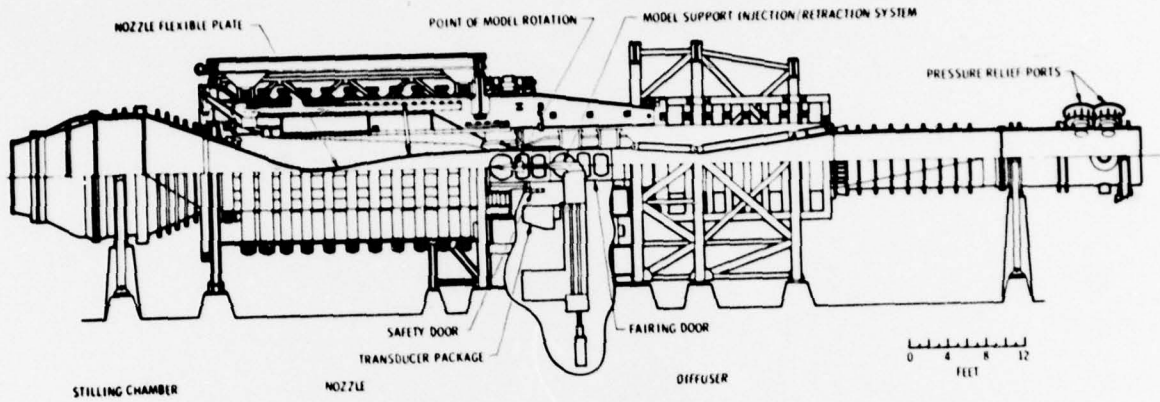 NOZZLE FLEXIBLE PLATE
POINT OF MODEL ROTATION
MODEL SUPPORT INJECTION/RETRACTION SYSTEM
PRESSURE RELIEF PORTS
SAFETY DOOR
FAIRING DOOR
TRANSDUCER PACKAGE
0 4 8 12
FEET
STILLING CHAMBER
NOZZLE
DIFFUSER